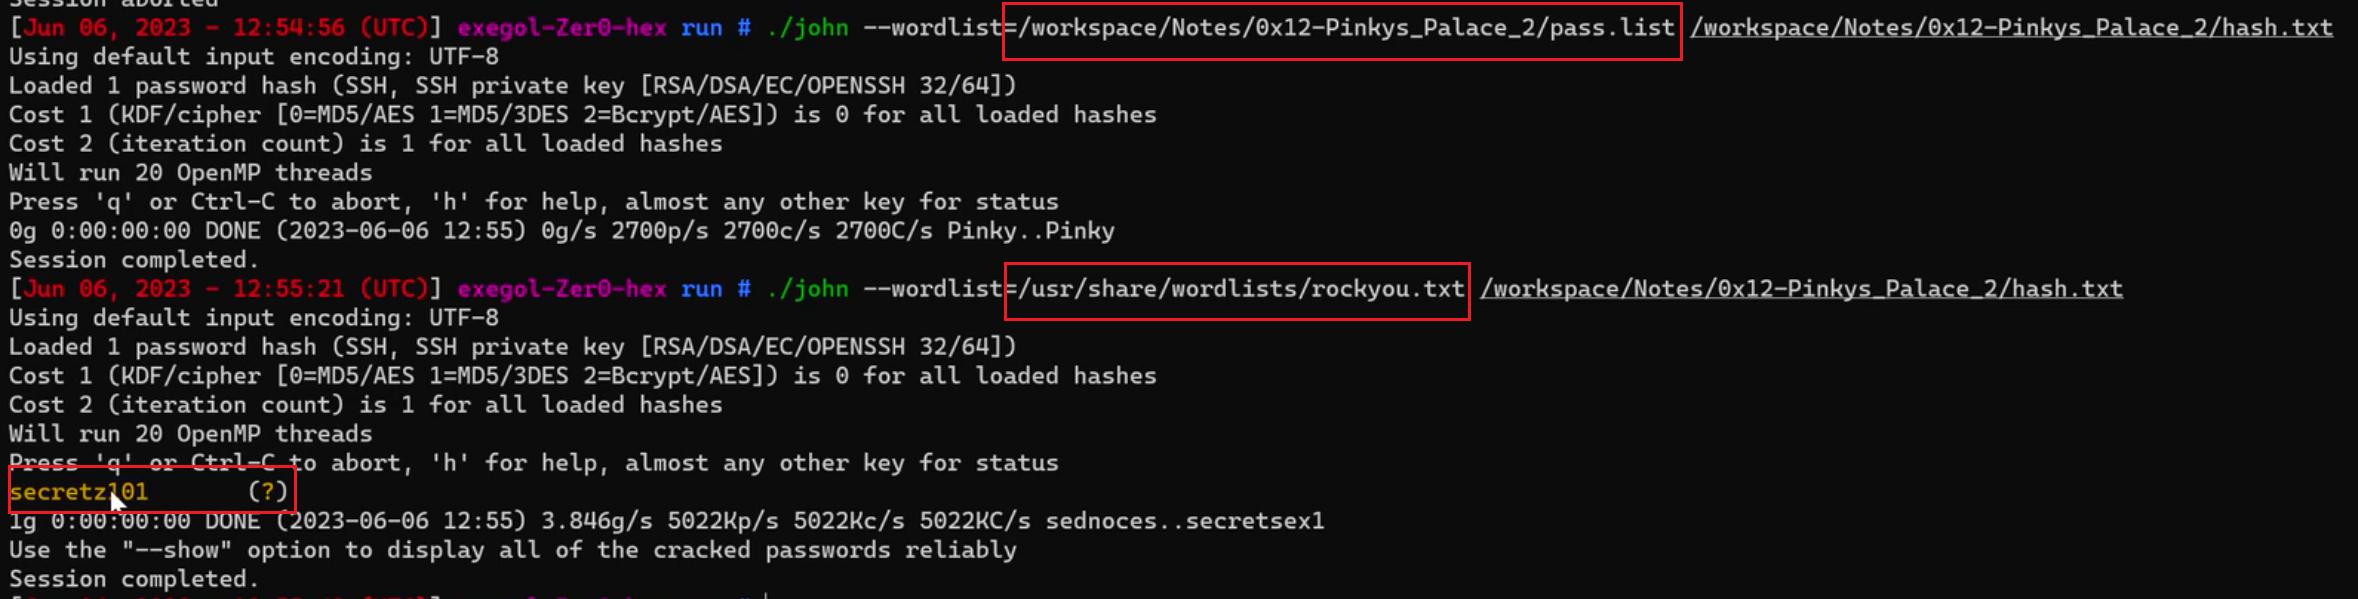 Session aborted
[Jun 06, 2023 - 12:54:56 (UTC)] exegol-Zer0-hex run # ./john --wordlist=/workspace/Notes/0x12-Pinkys_Palace_2/pass.list /workspace/Notes/0x12-Pinkys_Palace_2/hash.txt
Using default input encoding: UTF-8
Loaded 1 password hash (SSH, SSH private key [RSA/DSA/EC/OPENSSH 32/64])
Cost 1 (KDF/cipher [0=MD5/AES 1=MD5/3DES 2=Bcrypt/AES]) is 0 for all loaded hashes
Cost 2 (iteration count) is 1 for all loaded hashes
Will run 20 OpenMP threads
Press 'q' or Ctrl-C to abort, 'h' for help, almost any other key for status
0g 0:00:00:00 DONE (2023-06-06 12:55) 0g/s 2700p/s 2700c/s 2700C/s Pinky..Pinky
Session completed.
[Jun 06, 2023 - 12:55:21 (UTC)] exegol-Zer0-hex run # ./john --wordlist=/usr/share/wordlists/rockyou.txt /workspace/Notes/0x12-Pinkys_Palace_2/hash.txt
Using default input encoding: UTF-8
Loaded 1 password hash (SSH, SSH private key [RSA/DSA/EC/OPENSSH 32/64])
Cost 1 (KDF/cipher [0=MD5/AES 1=MD5/3DES 2=Bcrypt/AES]) is 0 for all loaded hashes
Cost 2 (iteration count) is 1 for all loaded hashes
Will run 20 OpenMP threads
Press 'q' or Ctrl-C to abort, 'h' for help, almost any other key for status
secretz101 (?)
1g 0:00:00:00 DONE (2023-06-06 12:55) 3.846g/s 5022Kp/s 5022Kc/s 5022KC/s sednoces..secretsex1
Use the "--show" option to display all of the cracked passwords reliably
Session completed.